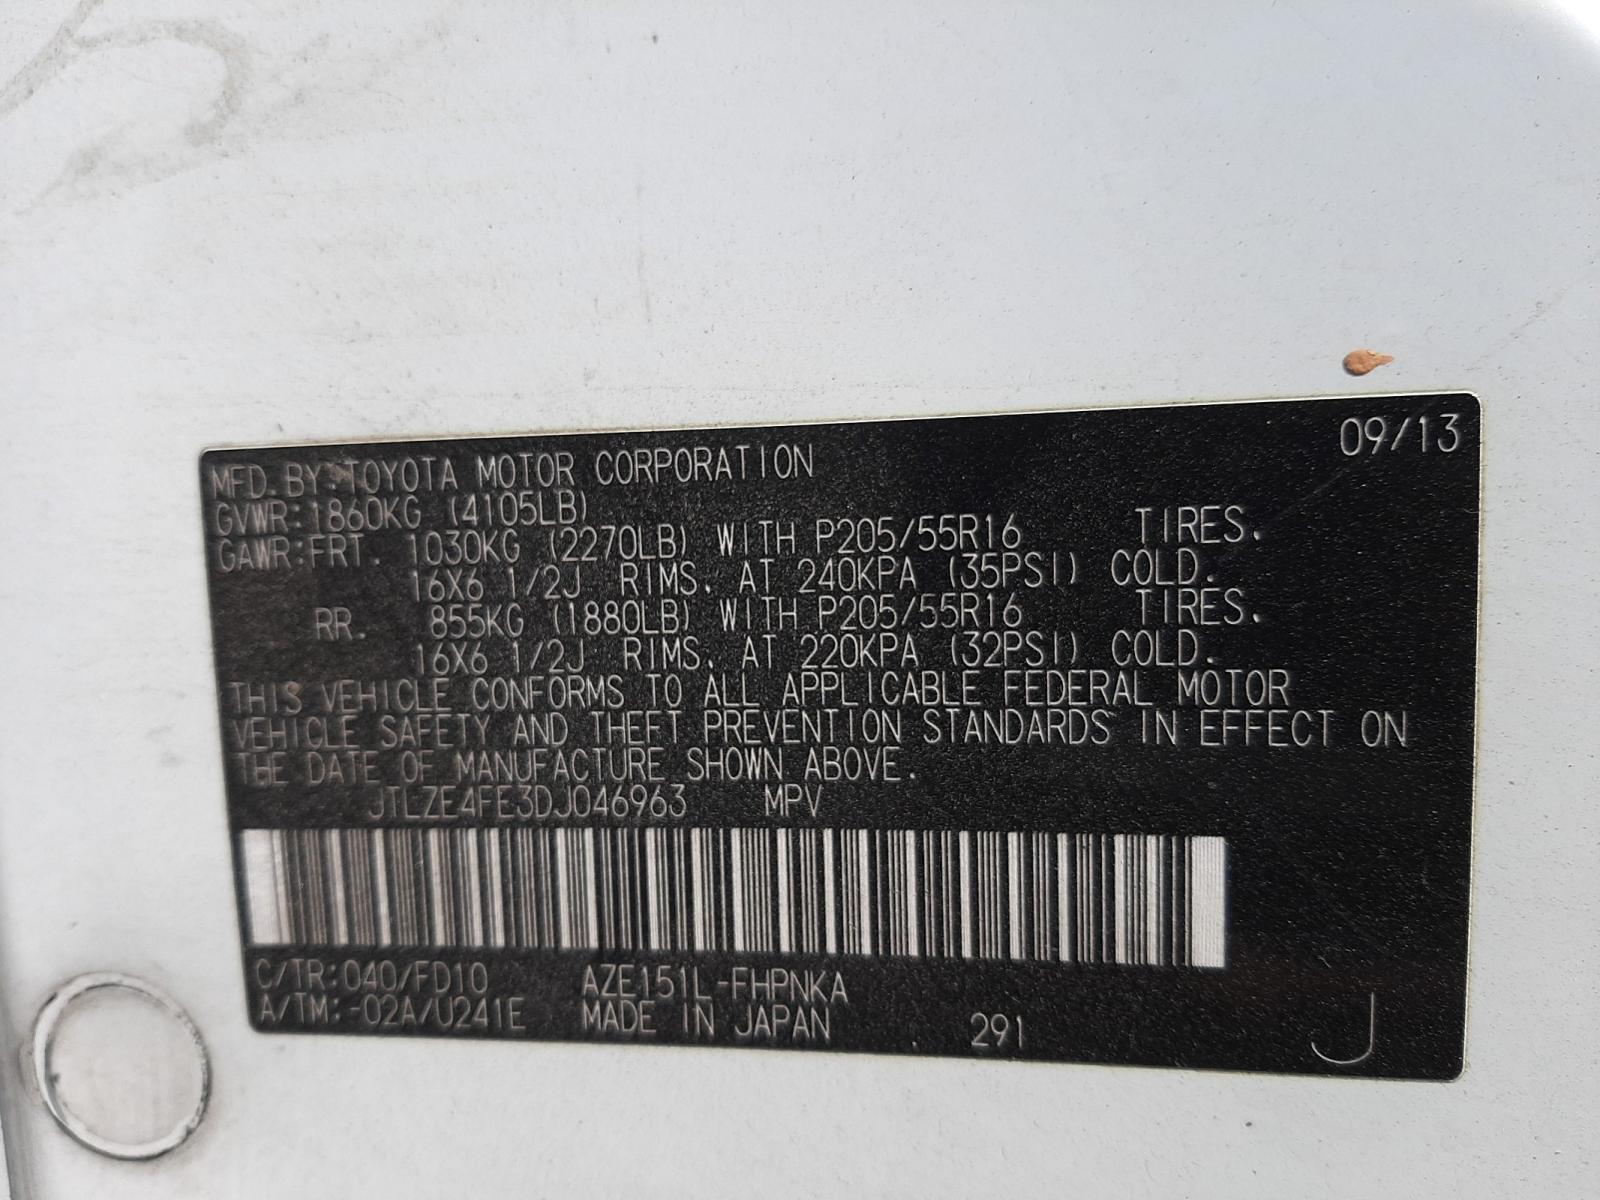 09/13
MFD. BY: TOYOTA MOTOR CORPORATION
GVWR: 1860KG (4105LB)
GAWR: FRT. 1030KG (2270LB) WITH P205/55R16 TIRES.
16X6 1/2J RIMS. AT 240KPA (35PSI) COLD.
RR. 855KG (1880LB) WITH P205/55R16 TIRES.
16X6 1/2J RIMS. AT 220KPA (32PSI) COLD.
THIS VEHICLE CONFORMS TO ALL APPLICABLE FEDERAL MOTOR
VEHICLE SAFETY AND THEFT PREVENTION STANDARDS IN EFFECT ON
THE DATE OF MANUFACTURE SHOWN ABOVE.
JTLZE4FE3DJ046963 MPV
C/TR: 040/FD10 AZE151L-FHPNKA
A/TM: -02A/U241E MADE IN JAPAN 291 J